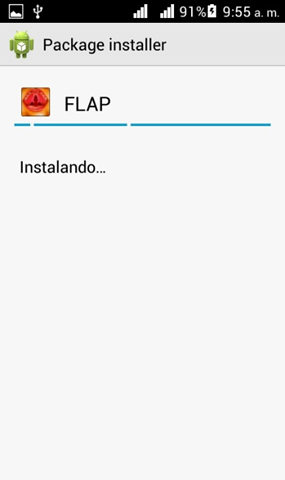 91% 9:55 a. m.
Package installer
FLAP
Instalando...